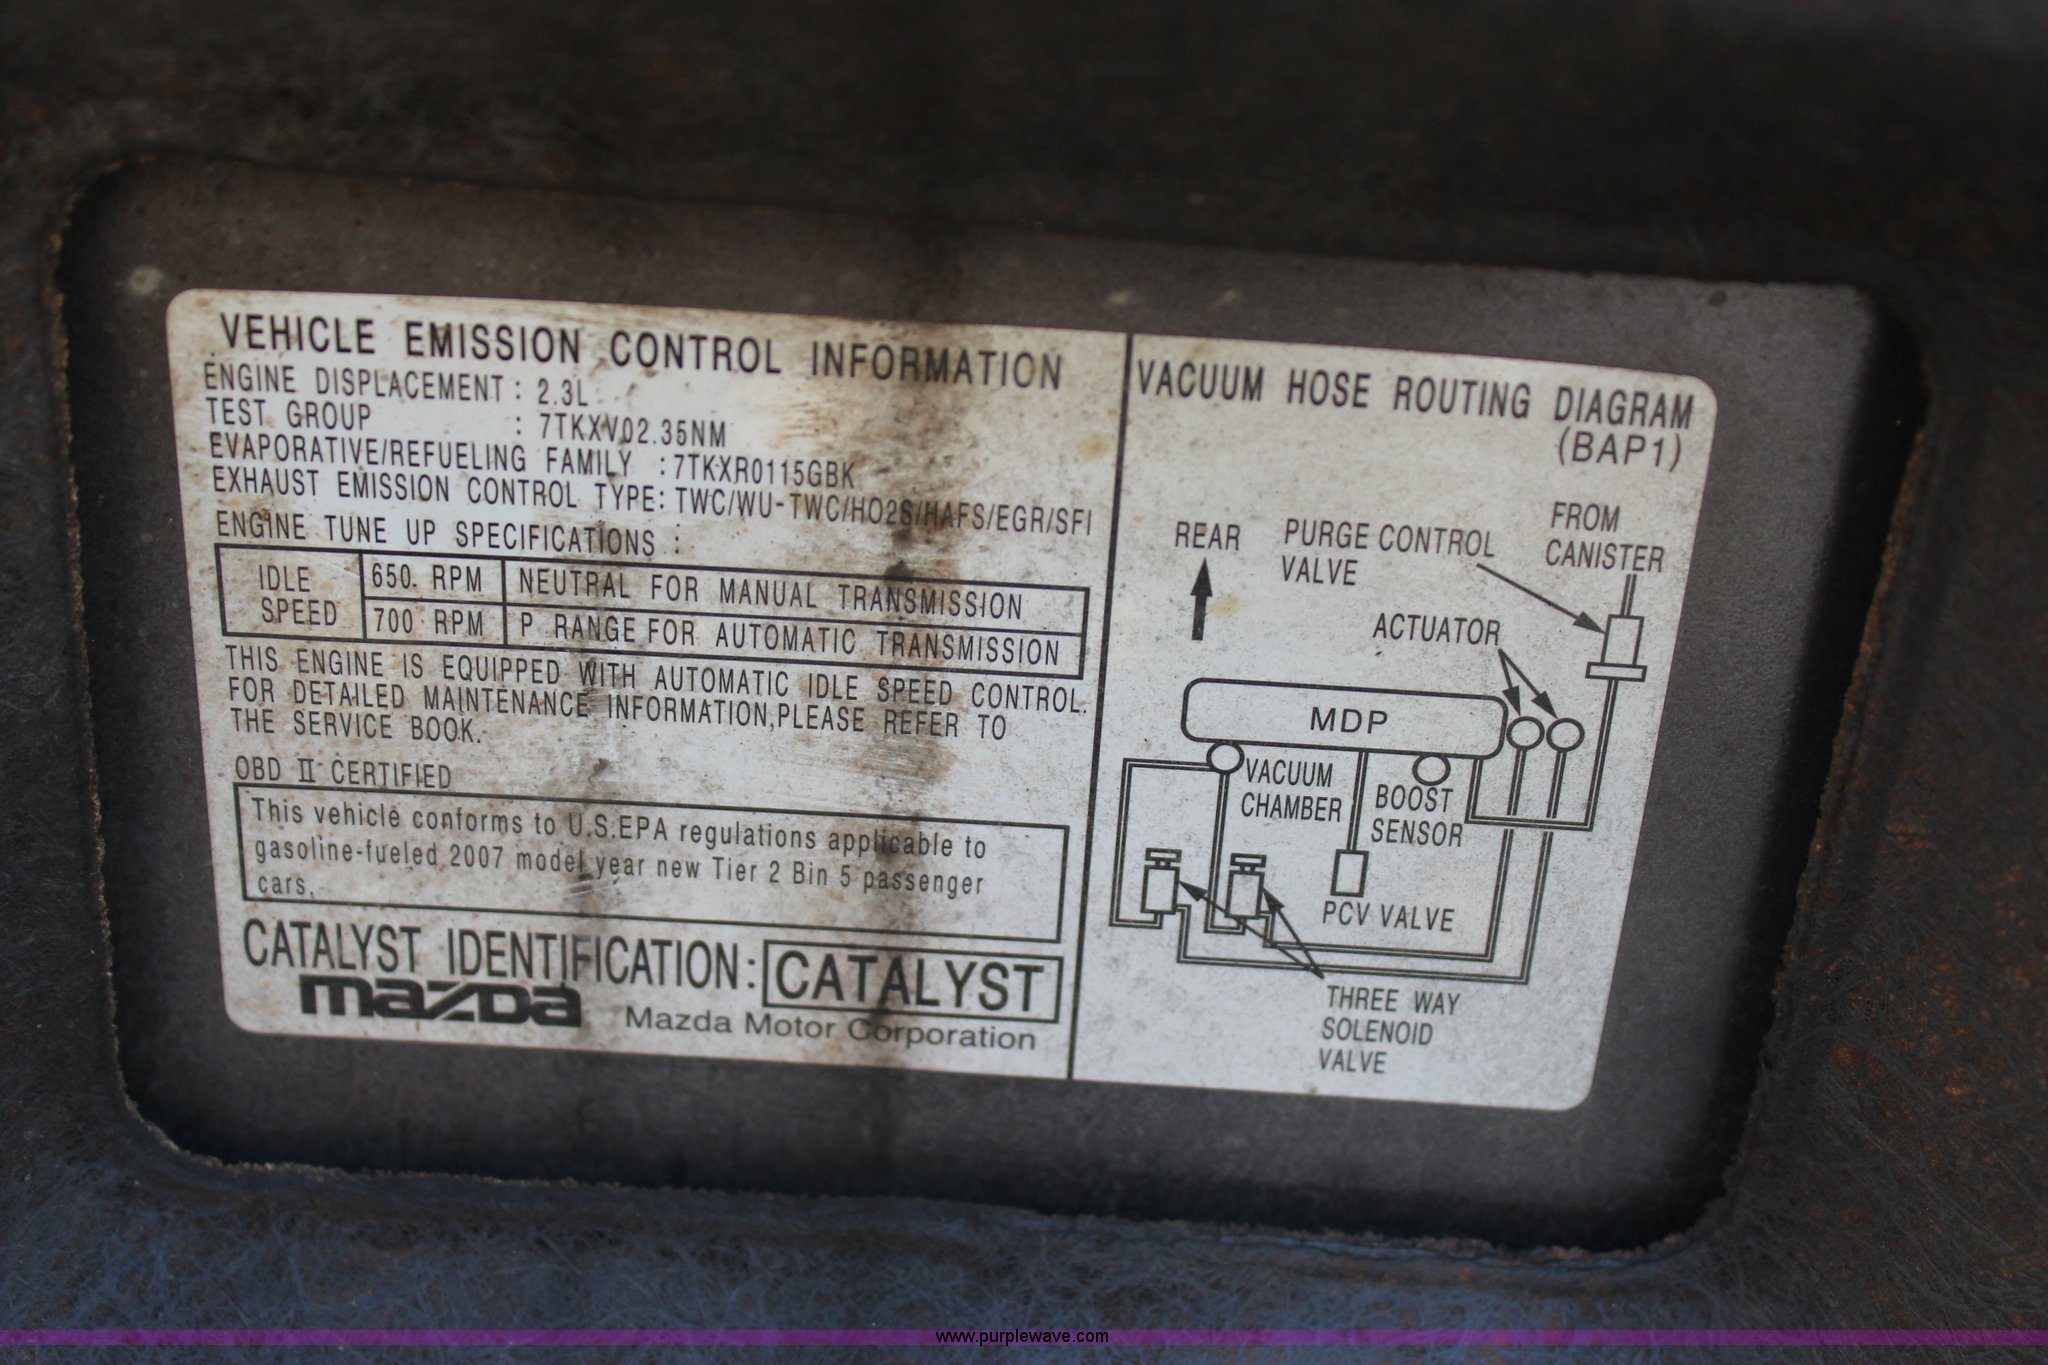 VEHICLE EMISSION CONTROL INFORMATION
ENGINE DISPLACEMENT : 2.3L
TEST GROUP : 7TKXV02.35NM
EVAPORATIVE/REFUELING FAMILY : 7TKXR0115GBK
EXHAUST EMISSION CONTROL TYPE: TWC/WU-TWC/HO2S/HAFS/EGR/SFI
ENGINE TUNE UP SPECIFICATIONS :
IDLE SPEED
650. RPM NEUTRAL FOR MANUAL TRANSMISSION
700 RPM P RANGE FOR AUTOMATIC TRANSMISSION
THIS ENGINE IS EQUIPPED WITH AUTOMATIC IDLE SPEED CONTROL.
FOR DETAILED MAINTENANCE INFORMATION,PLEASE REFER TO
THE SERVICE BOOK.
OBD II CERTIFIED
This vehicle conforms to U.S.EPA regulations applicable to
gasoline-fueled 2007 model year new Tier 2 Bin 5 passenger
cars.
CATALYST IDENTIFICATION: CATALYST
mazda Mazda Motor Corporation
VACUUM HOSE ROUTING DIAGRAM
(BAP1)
REAR
PURGE CONTROL
VALVE
FROM
CANISTER
ACTUATOR
MDP
VACUUM
CHAMBER
BOOST
SENSOR
PCV VALVE
THREE WAY
SOLENOID
VALVE
www.purplewave.com